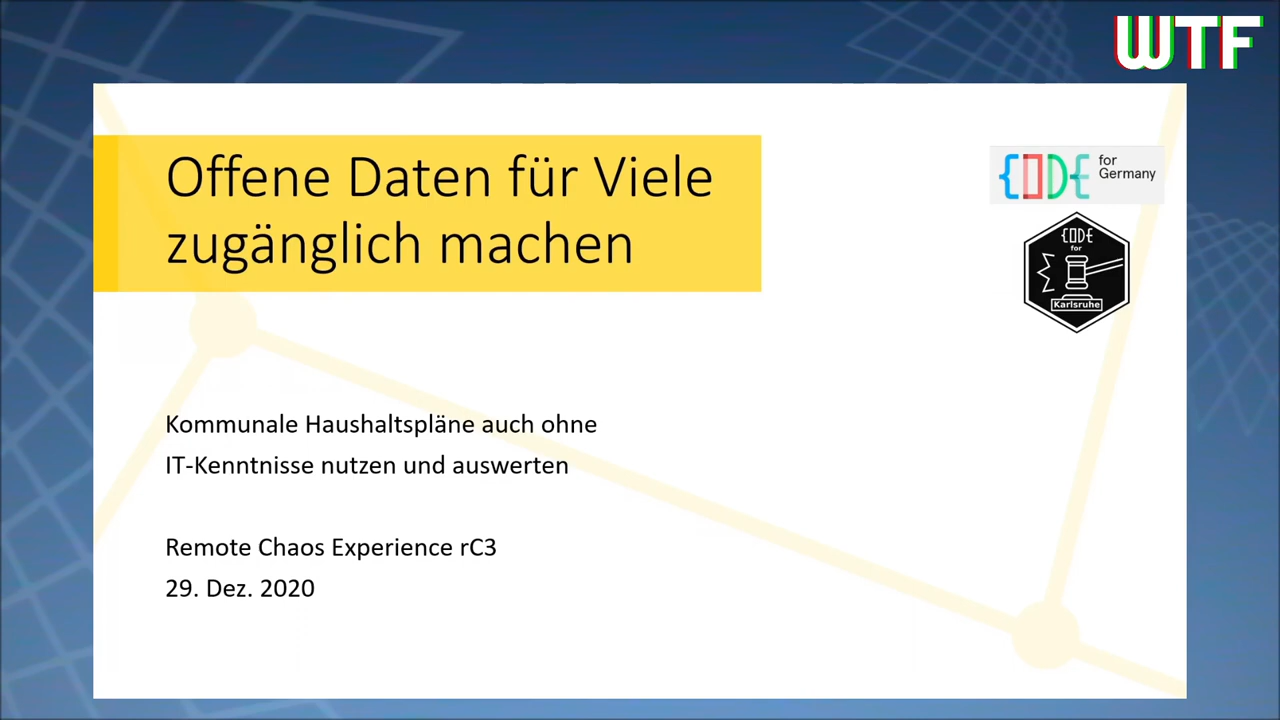 WTF
Offene Daten für Viele
zugänglich machen
{CODE
for
Germany
{CODE
for
Karlsruhe
Kommunale Haushaltspläne auch ohne
IT-Kenntnisse nutzen und auswerten
Remote Chaos Experience rC3
29. Dez. 2020